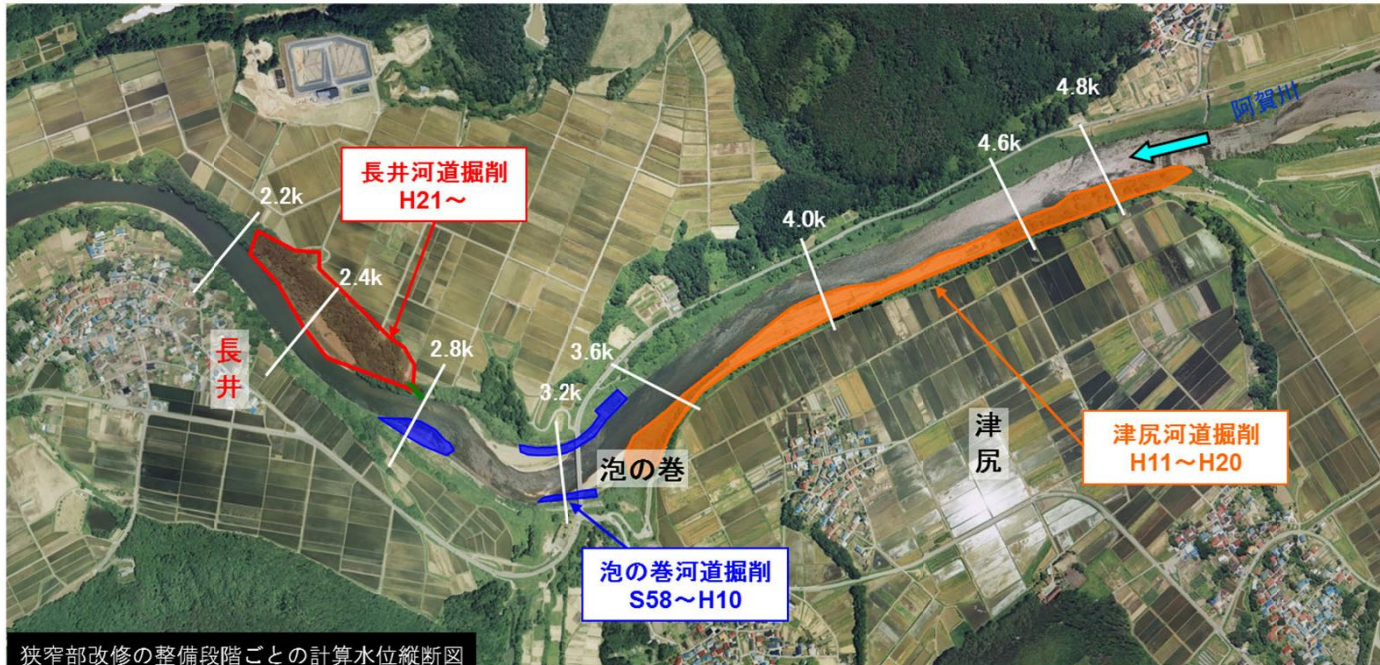 4.8k
阿賀川
4.6k
長井河道掘削
H21～
2.2k
4.0k
2.4k
3.6k
2.8k
長井
3.2k
泡の巻
津尻
津尻河道掘削
H11～H20
泡の巻河道掘削
S58～H10
狭窄部改修の整備段階ごとの計算水位縦断図